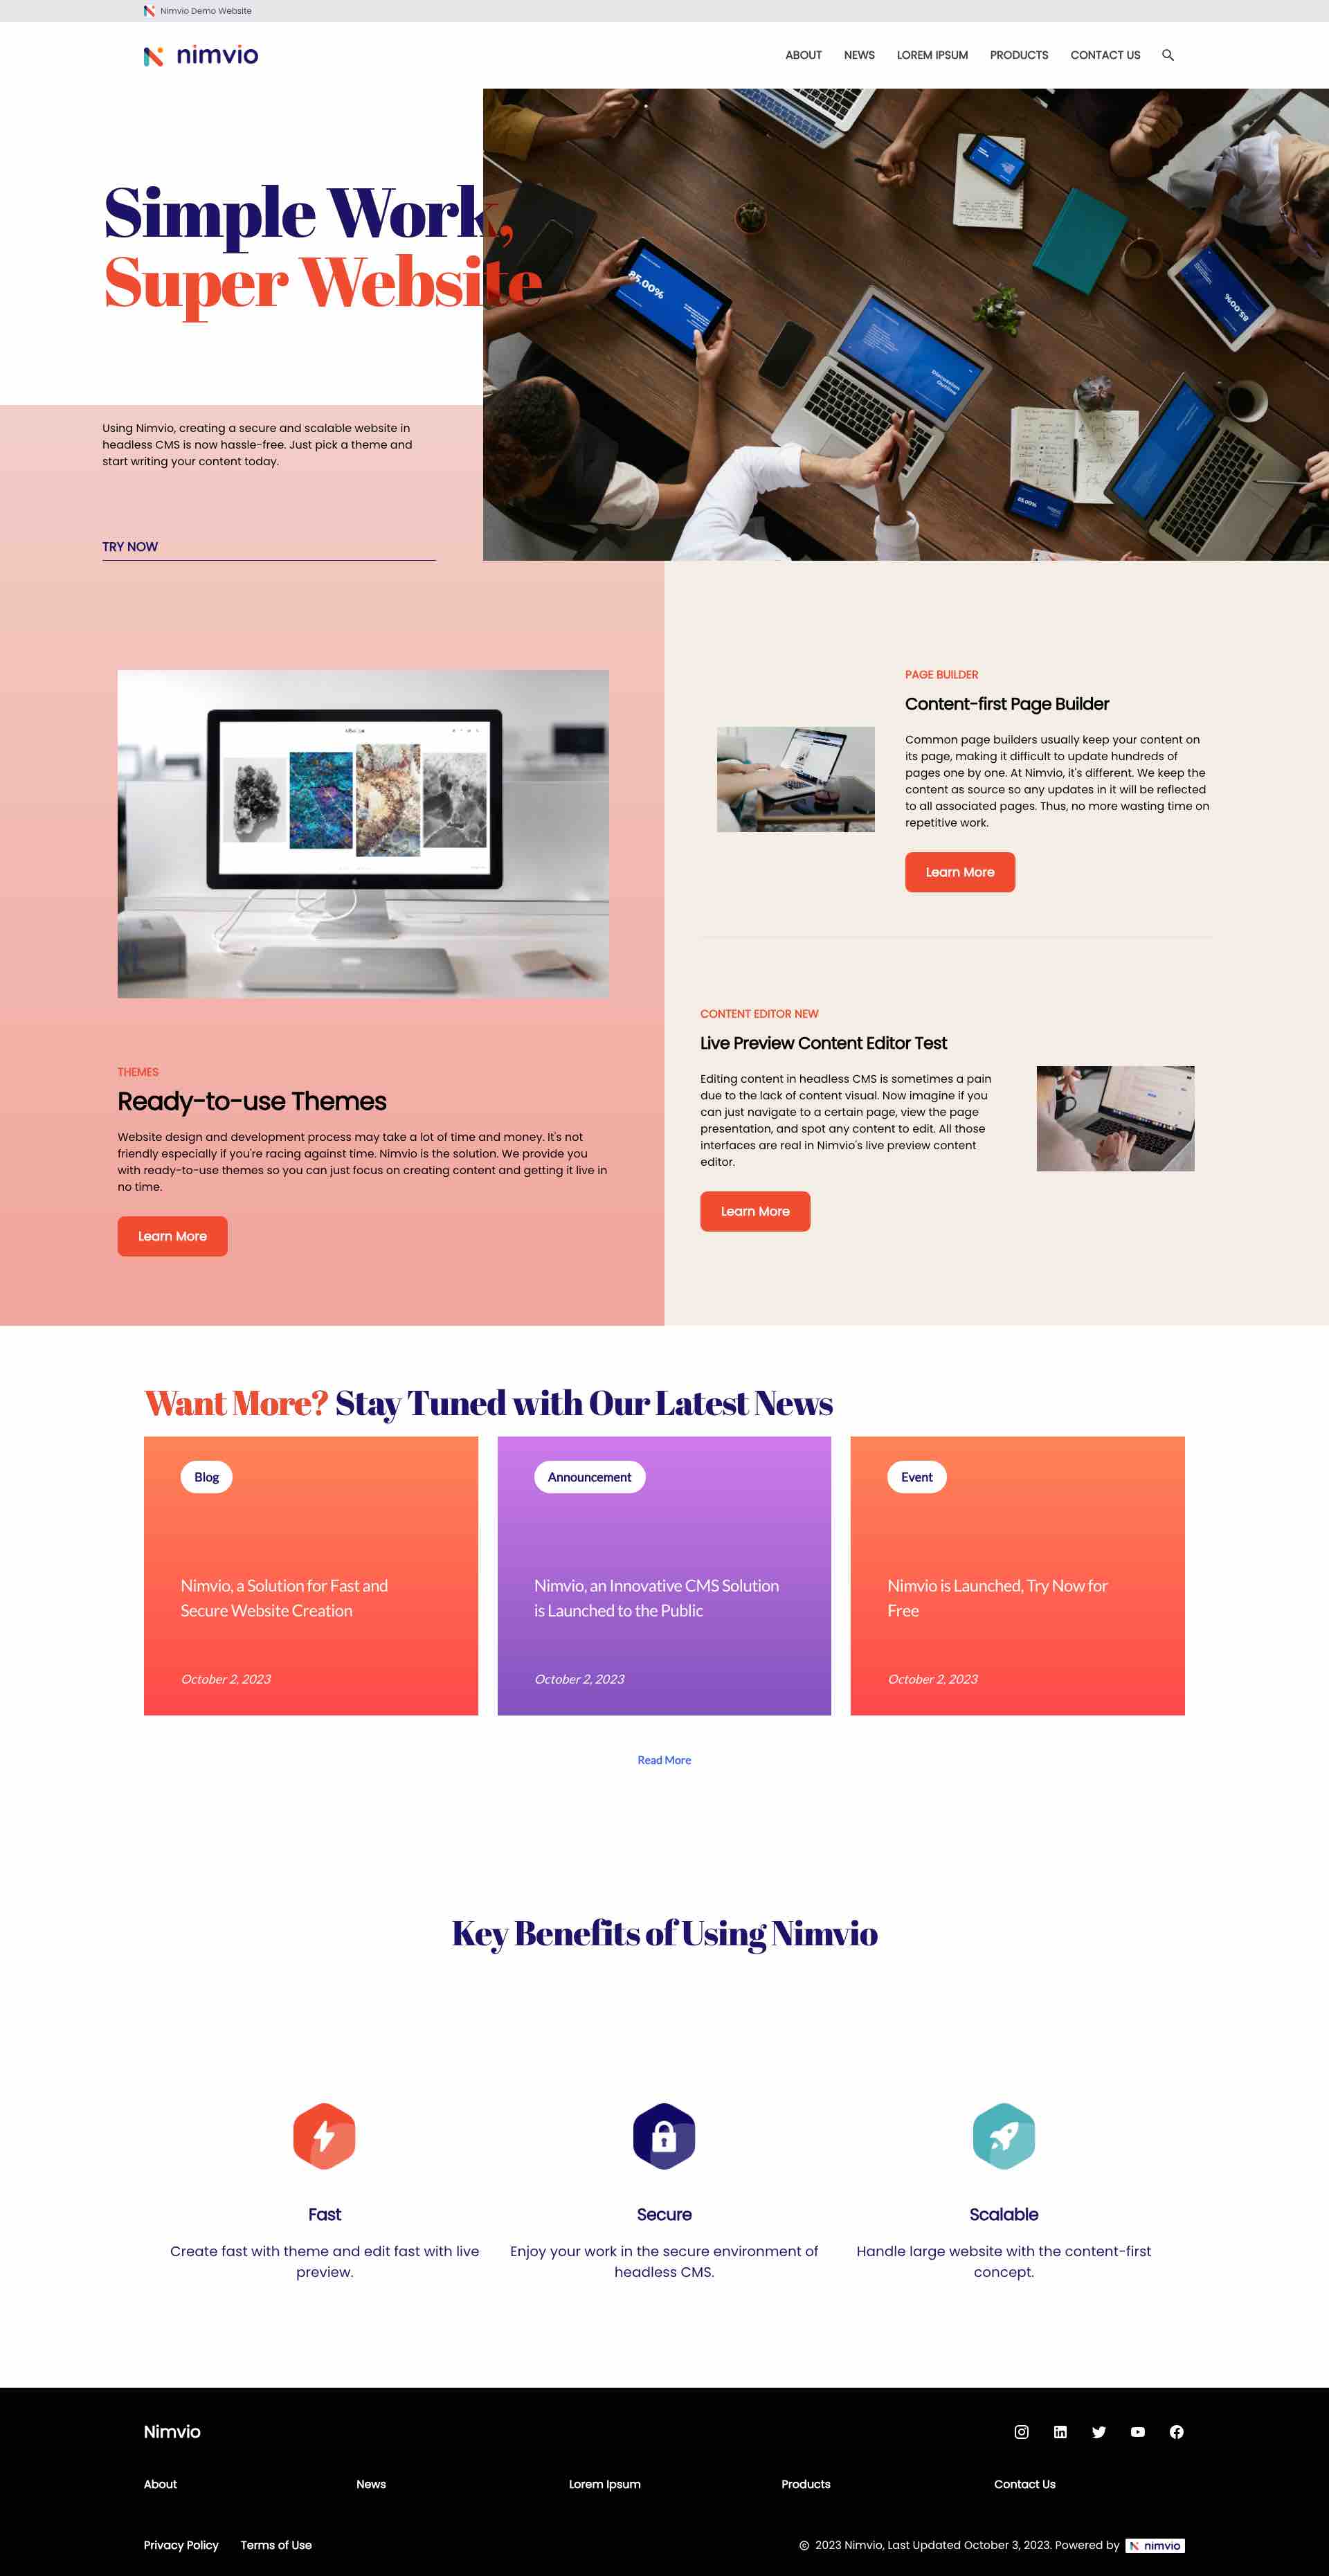 Nimvio Demo Website
nimvio
ABOUT NEWS LOREM IPSUM PRODUCTS CONTACT US
Simple Work,
Super Website
85.00%
85.00%
Discussion
Outline
85.00%
Using Nimvio, creating a secure and scalable website in
headless CMS is now hassle-free. Just pick a theme and
start writing your content today.
TRY NOW
THEMES
Ready-to-use Themes
Website design and development process may take a lot of time and money. It's not
friendly especially if you're racing against time. Nimvio is the solution. We provide you
with ready-to-use themes so you can just focus on creating content and getting it live in
no time.
Learn More
PAGE BUILDER
Content-first Page Builder
Common page builders usually keep your content on
its page, making it difficult to update hundreds of
pages one by one. At Nimvio, it's different. We keep the
content as source so any updates in it will be reflected
to all associated pages. Thus, no more wasting time on
repetitive work.
Learn More
CONTENT EDITOR NEW
Live Preview Content Editor Test
Editing content in headless CMS is sometimes a pain
due to the lack of content visual. Now imagine if you
can just navigate to a certain page, view the page
presentation, and spot any content to edit. All those
interfaces are real in Nimvio's live preview content
editor.
Learn More
Want More? Stay Tuned with Our Latest News
Blog
Nimvio, a Solution for Fast and
Secure Website Creation
October 2, 2023
Announcement
Nimvio, an Innovative CMS Solution
is Launched to the Public
October 2, 2023
Event
Nimvio is Launched, Try Now for
Free
October 2, 2023
Read More
Key Benefits of Using Nimvio
Fast
Create fast with theme and edit fast with live
preview.
Secure
Enjoy your work in the secure environment of
headless CMS.
Scalable
Handle large website with the content-first
concept.
Nimvio
About News Lorem Ipsum Products Contact Us
Privacy Policy Terms of Use
© 2023 Nimvio, Last Updated October 3, 2023. Powered by nimvio